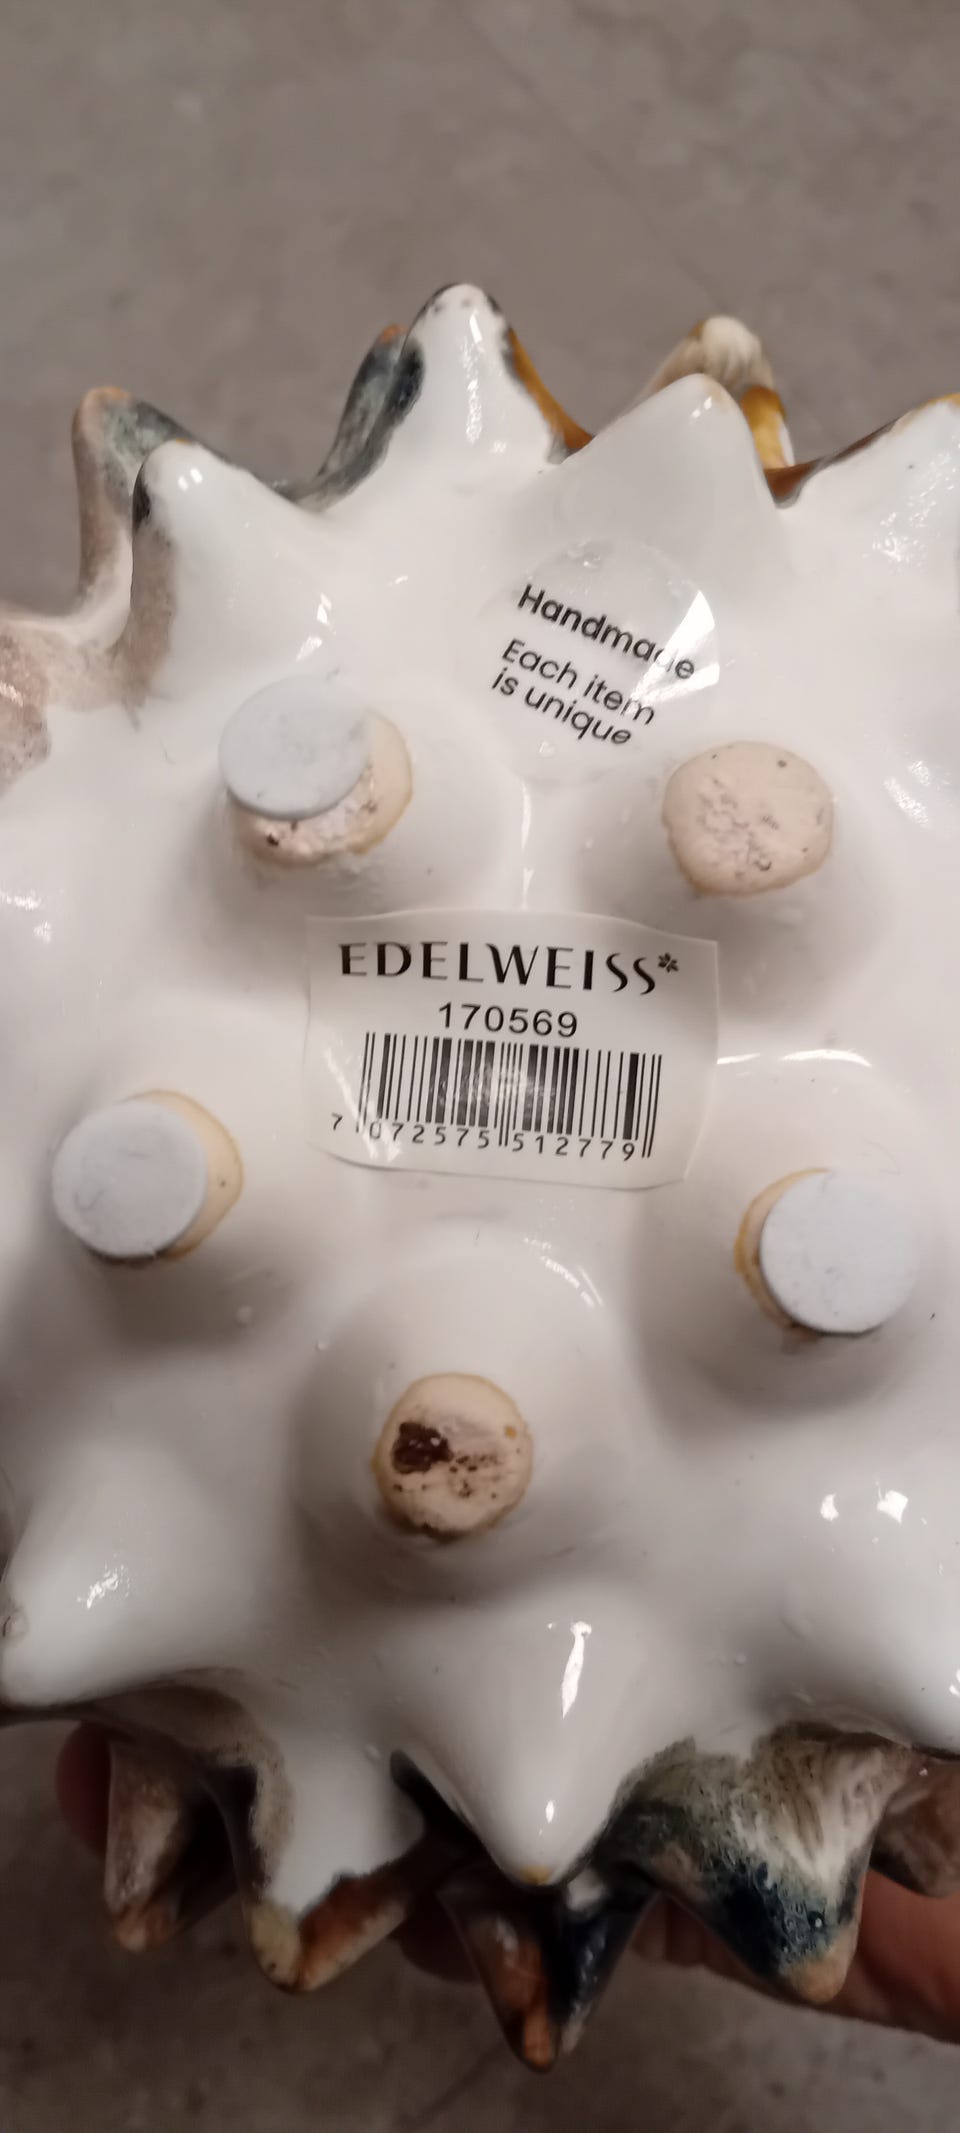 Handmade
Each item
is unique
EDELWEISS*
170569
7 072575 512779